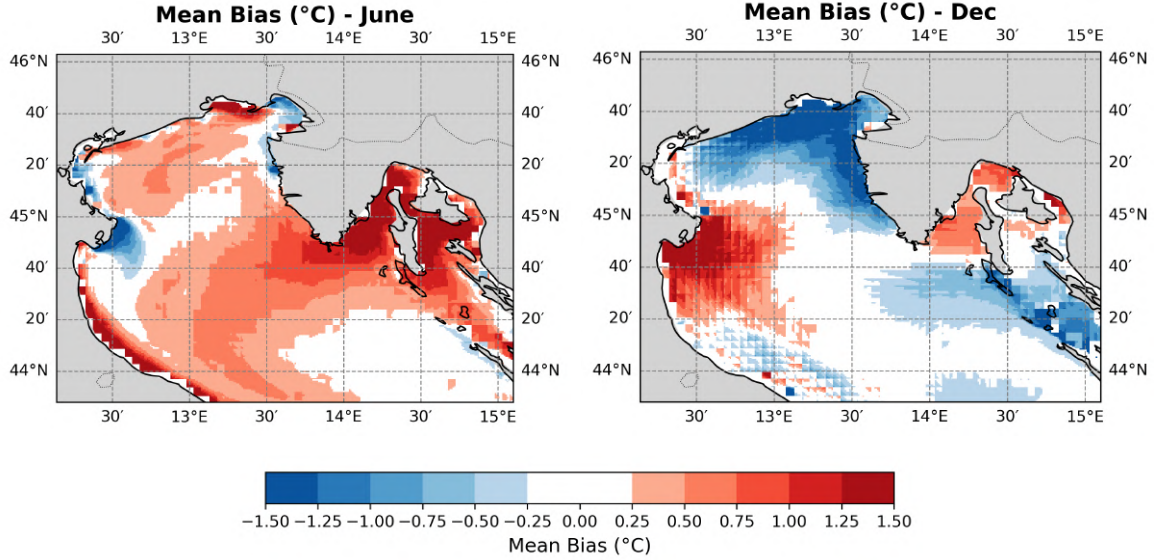 Mean Bias (°C) - June
Mean Bias (°C) - Dec
30′ 13°E 30′ 14°E 30′ 15°E
30′ 13°E 30′ 14°E 30′ 15°E
46°N 46°N 46°N 46°N
40′ 40′ 40′ 40′
20′ 20′ 20′ 20′
45°N 45°N 45°N 45°N
40′ 40′ 40′ 40′
20′ 20′ 20′ 20′
44°N 44°N 44°N 44°N
30′ 13°E 30′ 14°E 30′ 15°E
30′ 13°E 30′ 14°E 30′ 15°E
−1.50 −1.25 −1.00 −0.75 −0.50 −0.25 0.00 0.25 0.50 0.75 1.00 1.25 1.50
Mean Bias (°C)